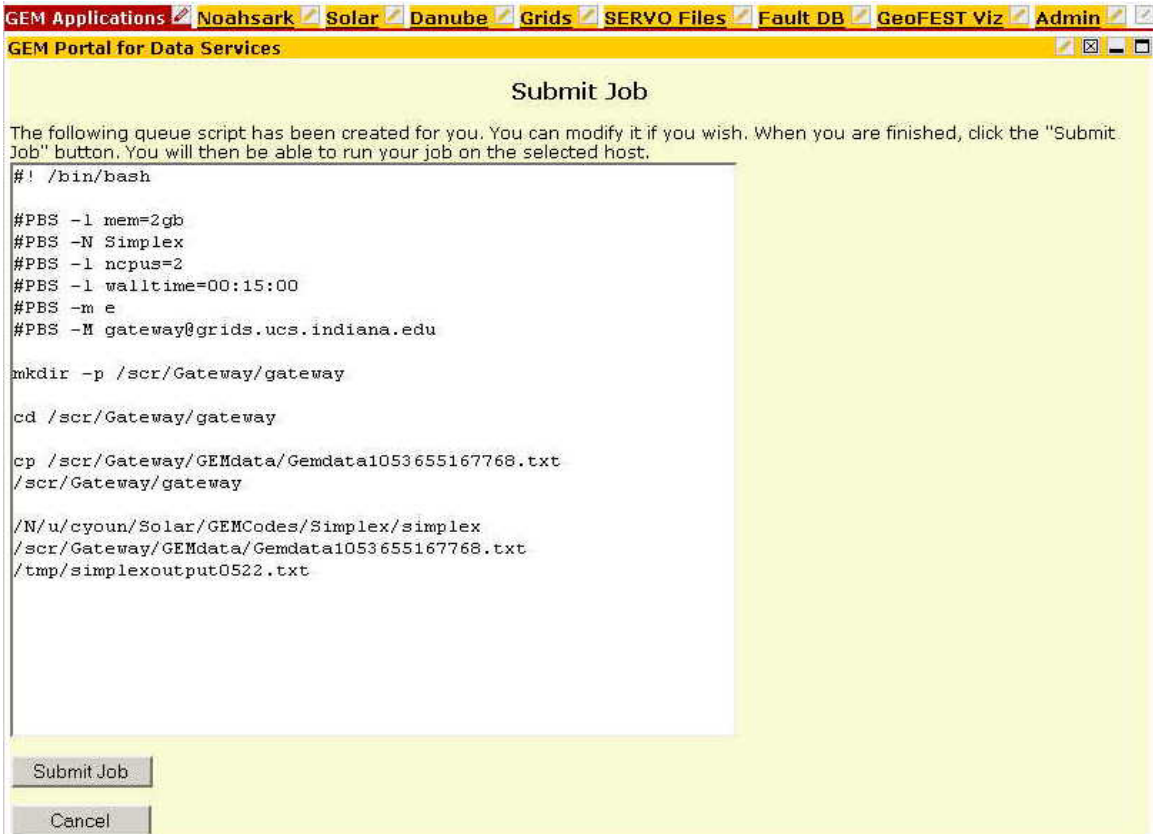 GEM Applications Noahsark Solar Danube Grids SERVO Files Fault DB GeoFEST Viz Admin
GEM Portal for Data Services
Submit Job
The following queue script has been created for you. You can modify it if you wish. When you are finished, click the "Submit
Job" button. You will then be able to run your job on the selected host.
#! /bin/bash
#PBS -l mem=2gb
#PBS -N Simplex
#PBS -l ncpus=2
#PBS -l walltime=00:15:00
#PBS -m e
#PBS -M gateway@grids.ucs.indiana.edu
mkdir -p /scr/Gateway/gateway
cd /scr/Gateway/gateway
cp /scr/Gateway/GEMdata/Gemdata1053655167768.txt
/scr/Gateway/gateway
/N/u/cyoun/Solar/GEMCodes/Simplex/simplex
/scr/Gateway/GEMdata/Gemdata1053655167768.txt
/tmp/simplexoutput0522.txt
Submit Job
Cancel